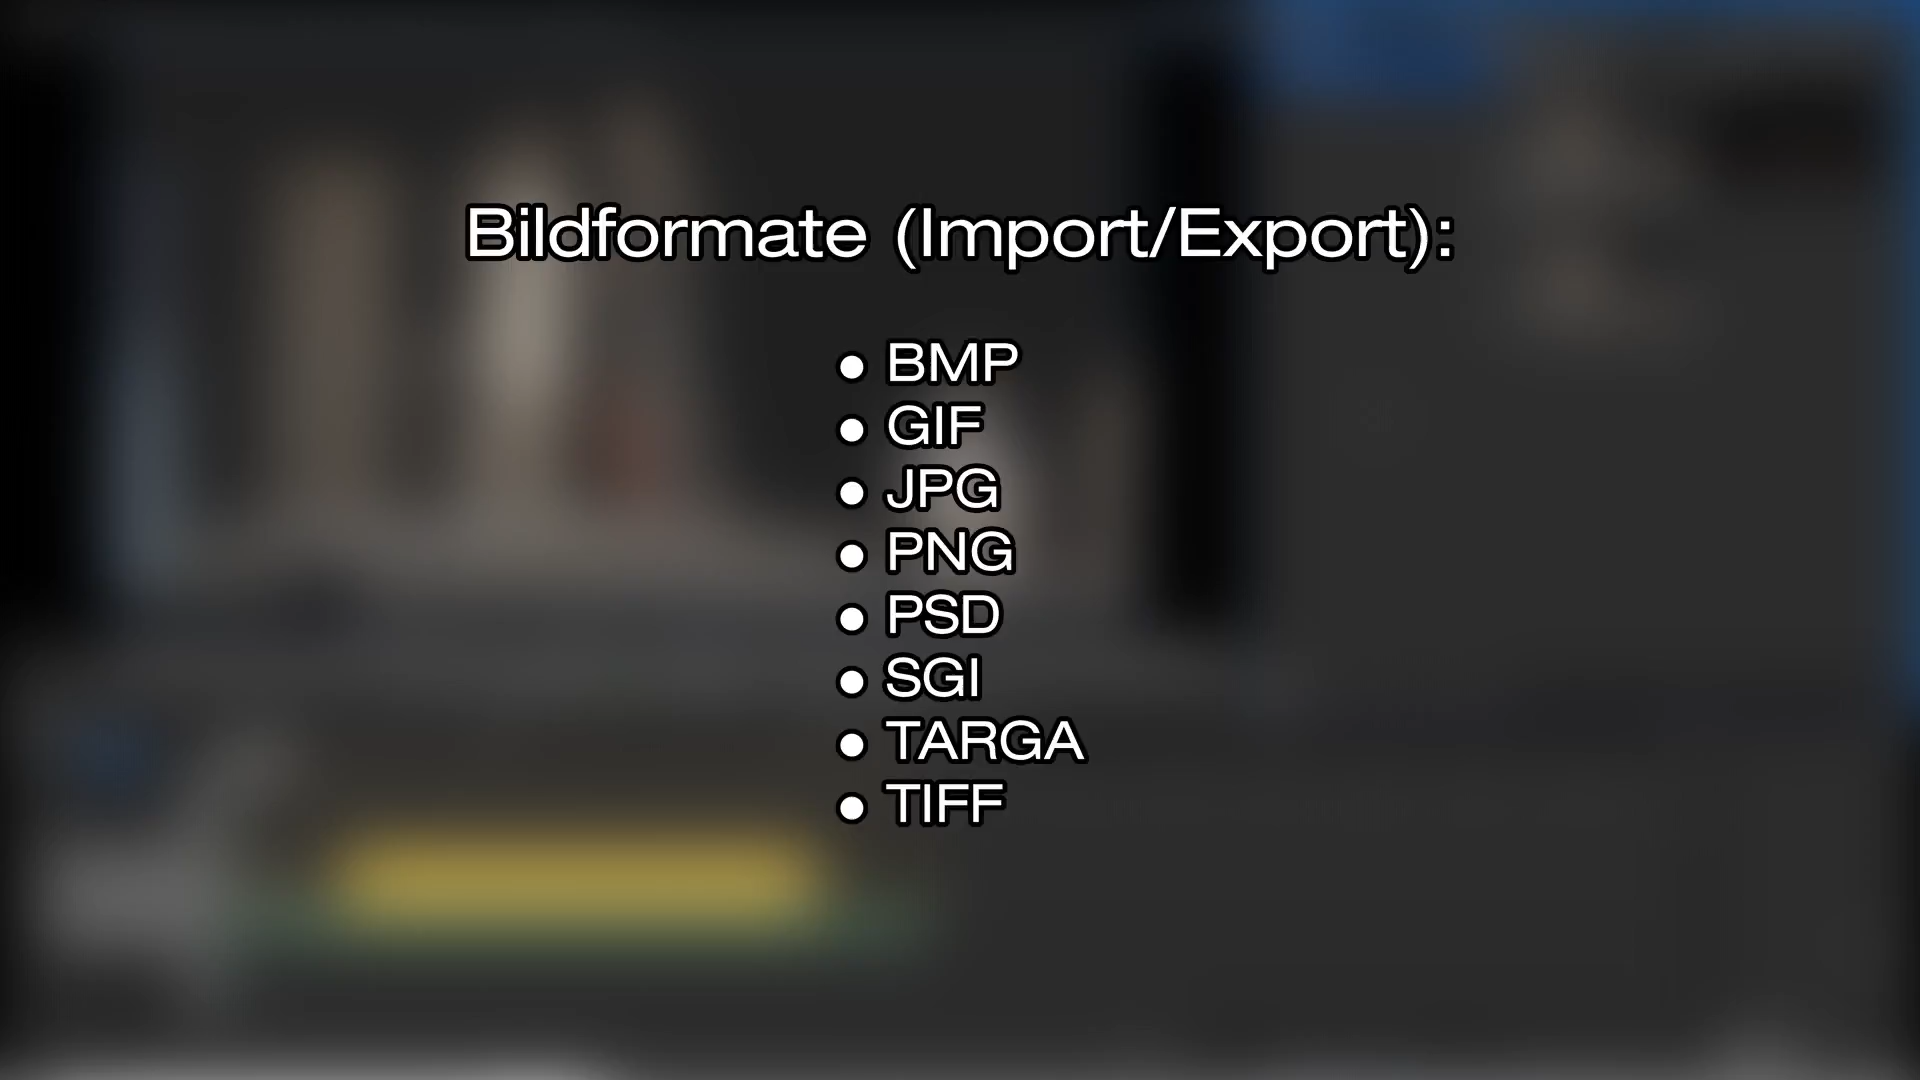 Bildformate (Import/Export):
● BMP
● GIF
● JPG
● PNG
● PSD
● SGI
● TARGA
● TIFF